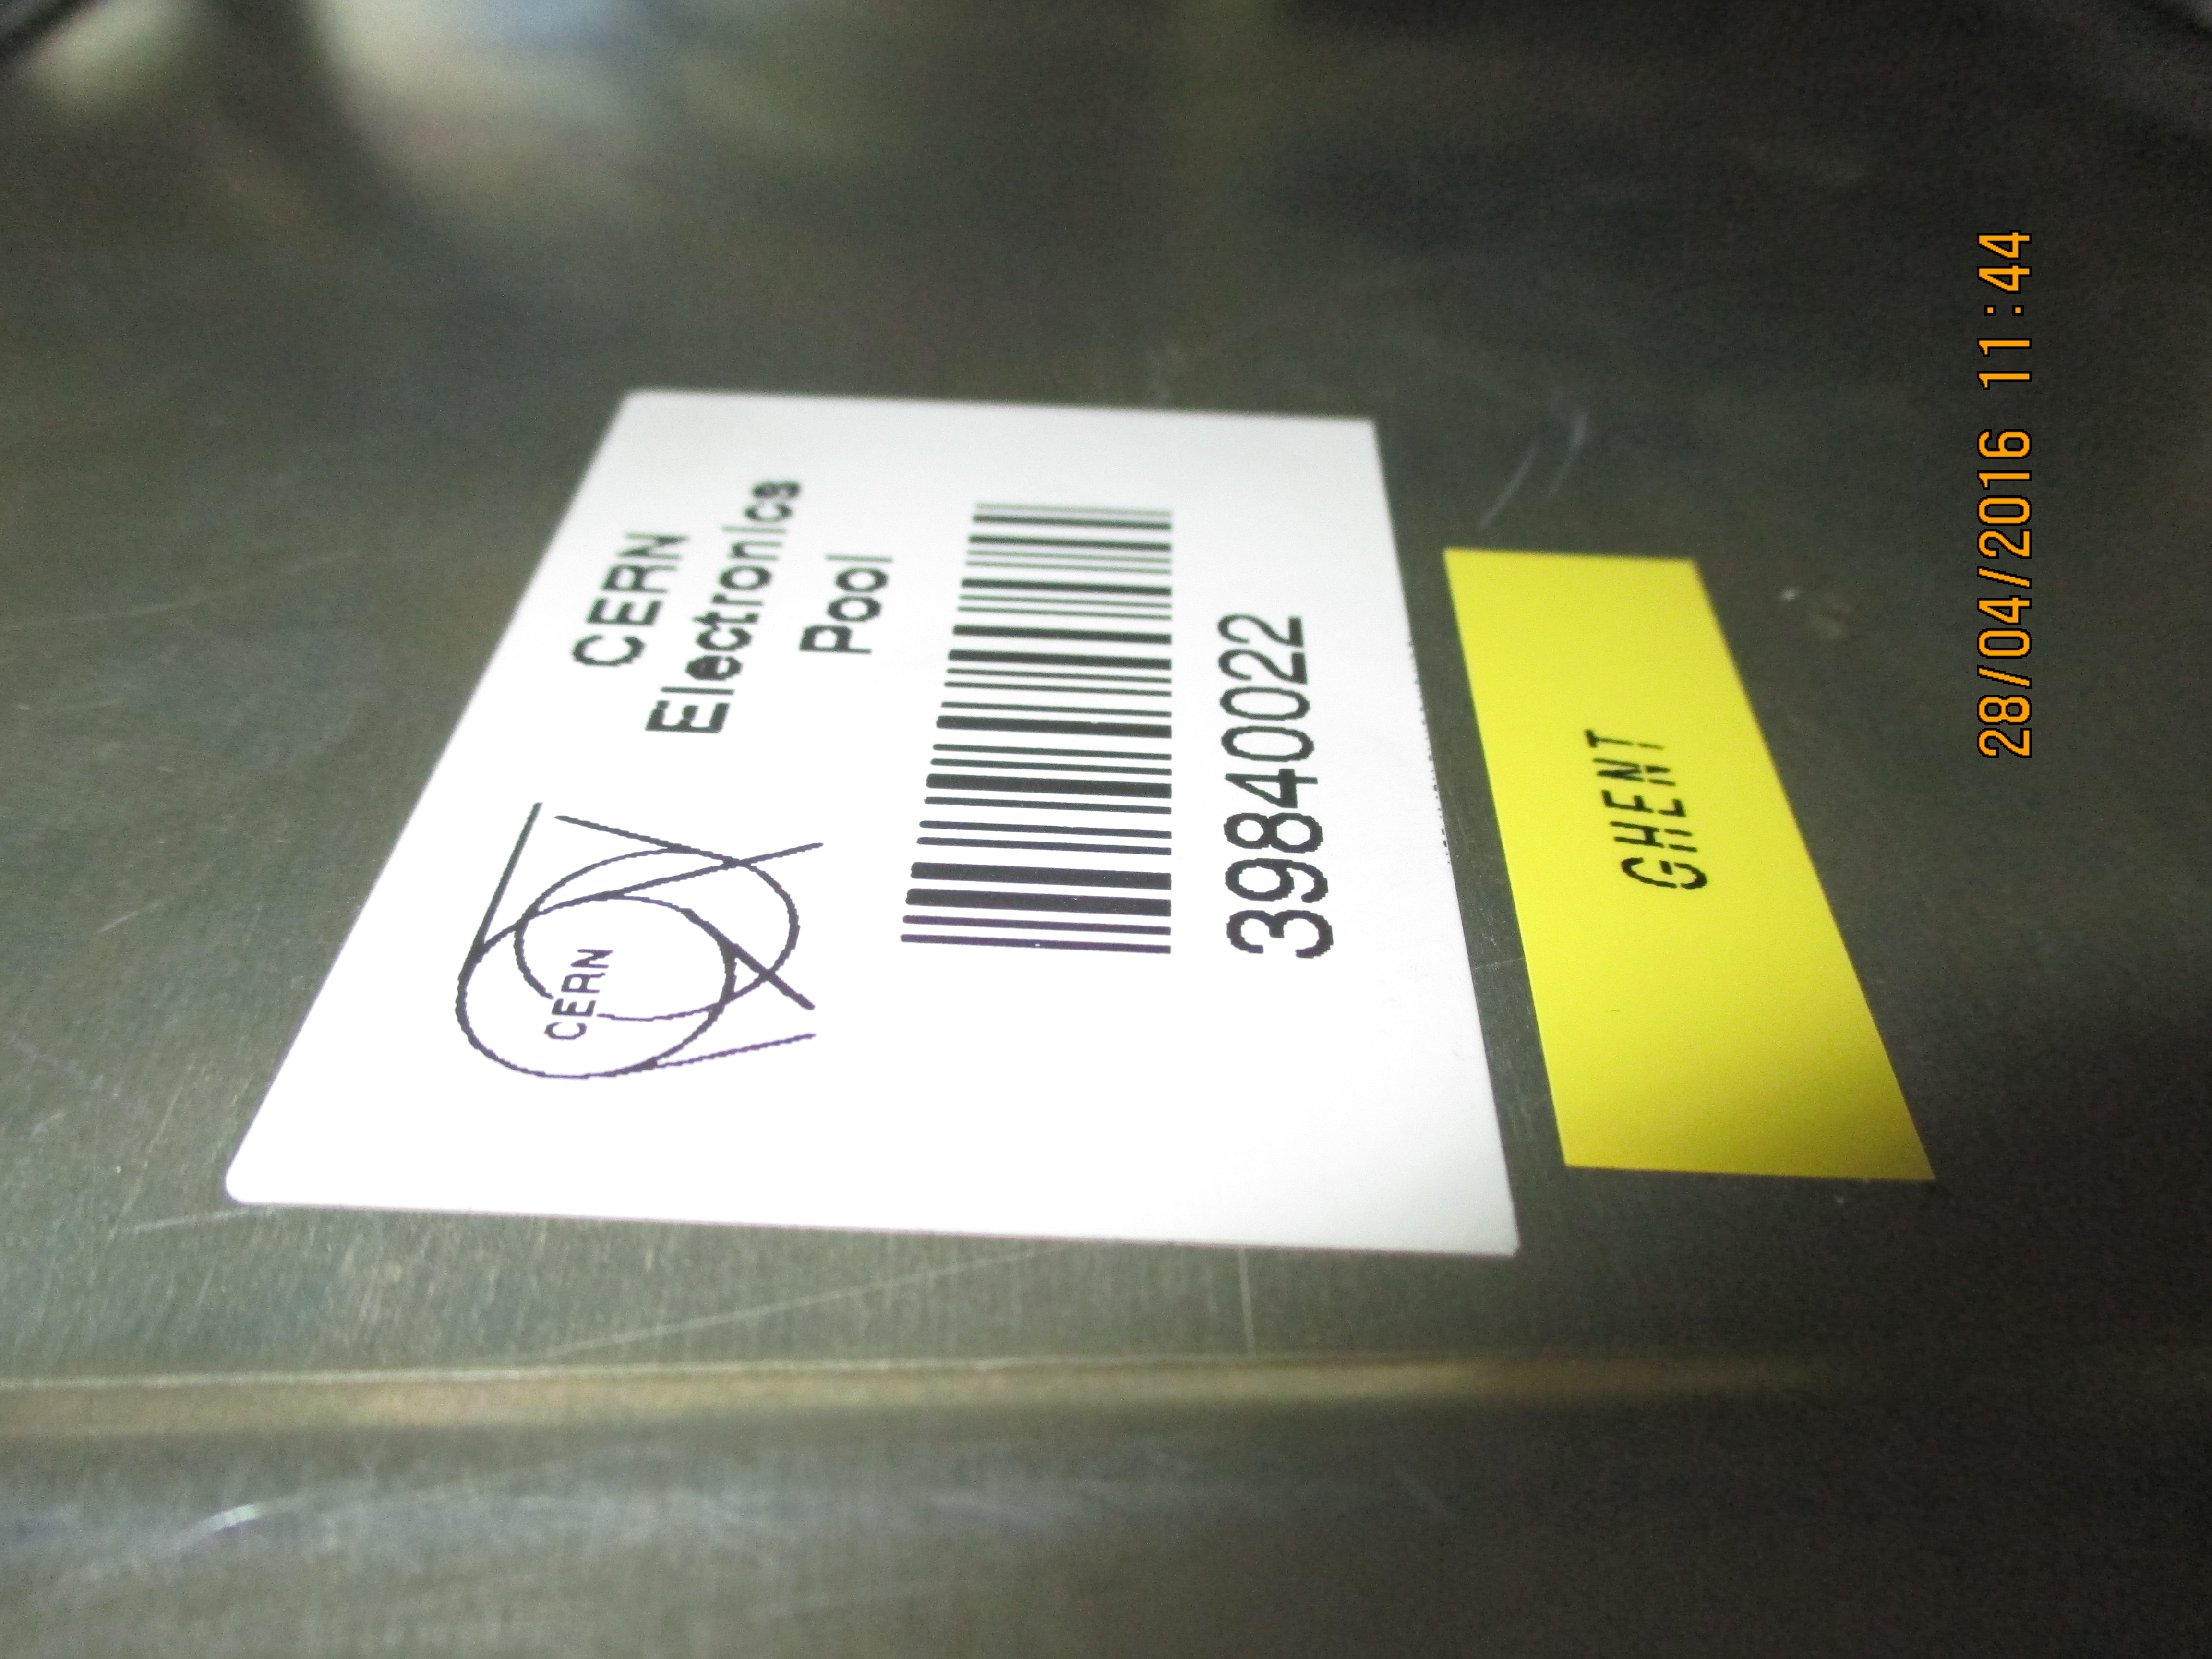 CERN
Electronics
Pool
CERN
39840022
GHENT
28/04/2016 11:44